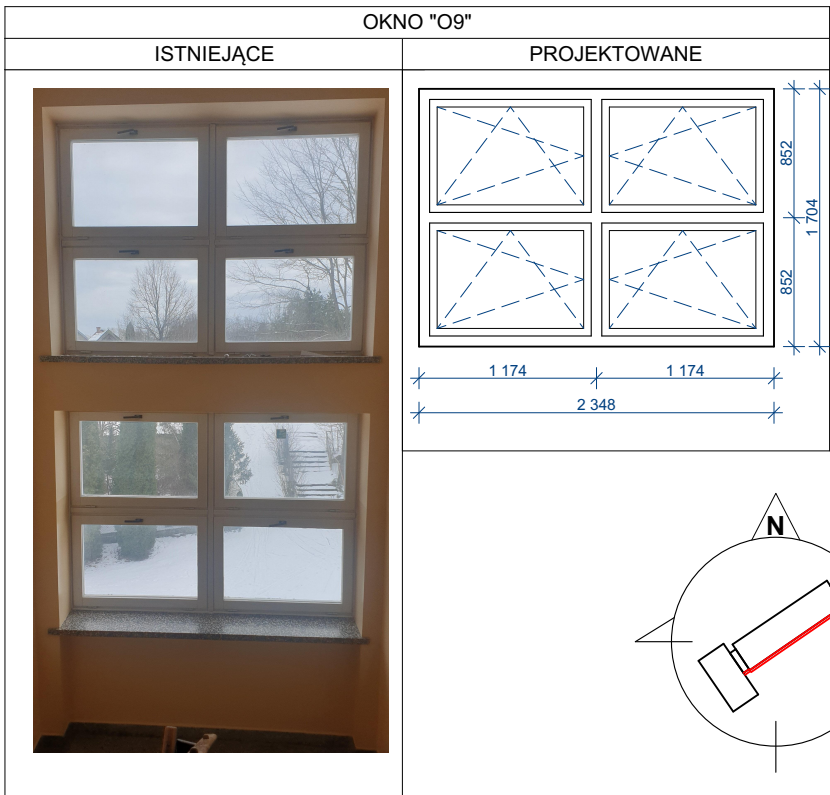 OKNO "O9"
ISTNIEJĄCE
PROJEKTOWANE
852
852
1 704
1 174
1 174
2 348
N